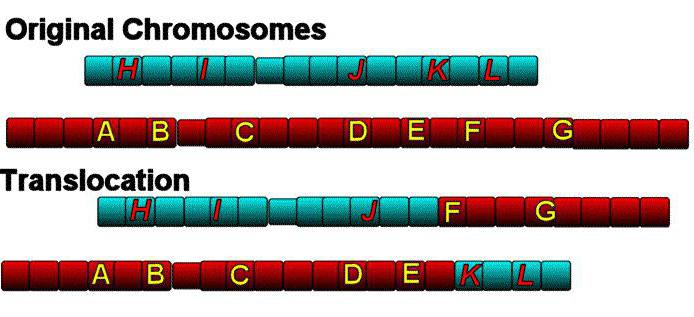 Original Chromosomes
H I J K L
A B C D E F G
Translocation
H I J F G
A B C D E K L